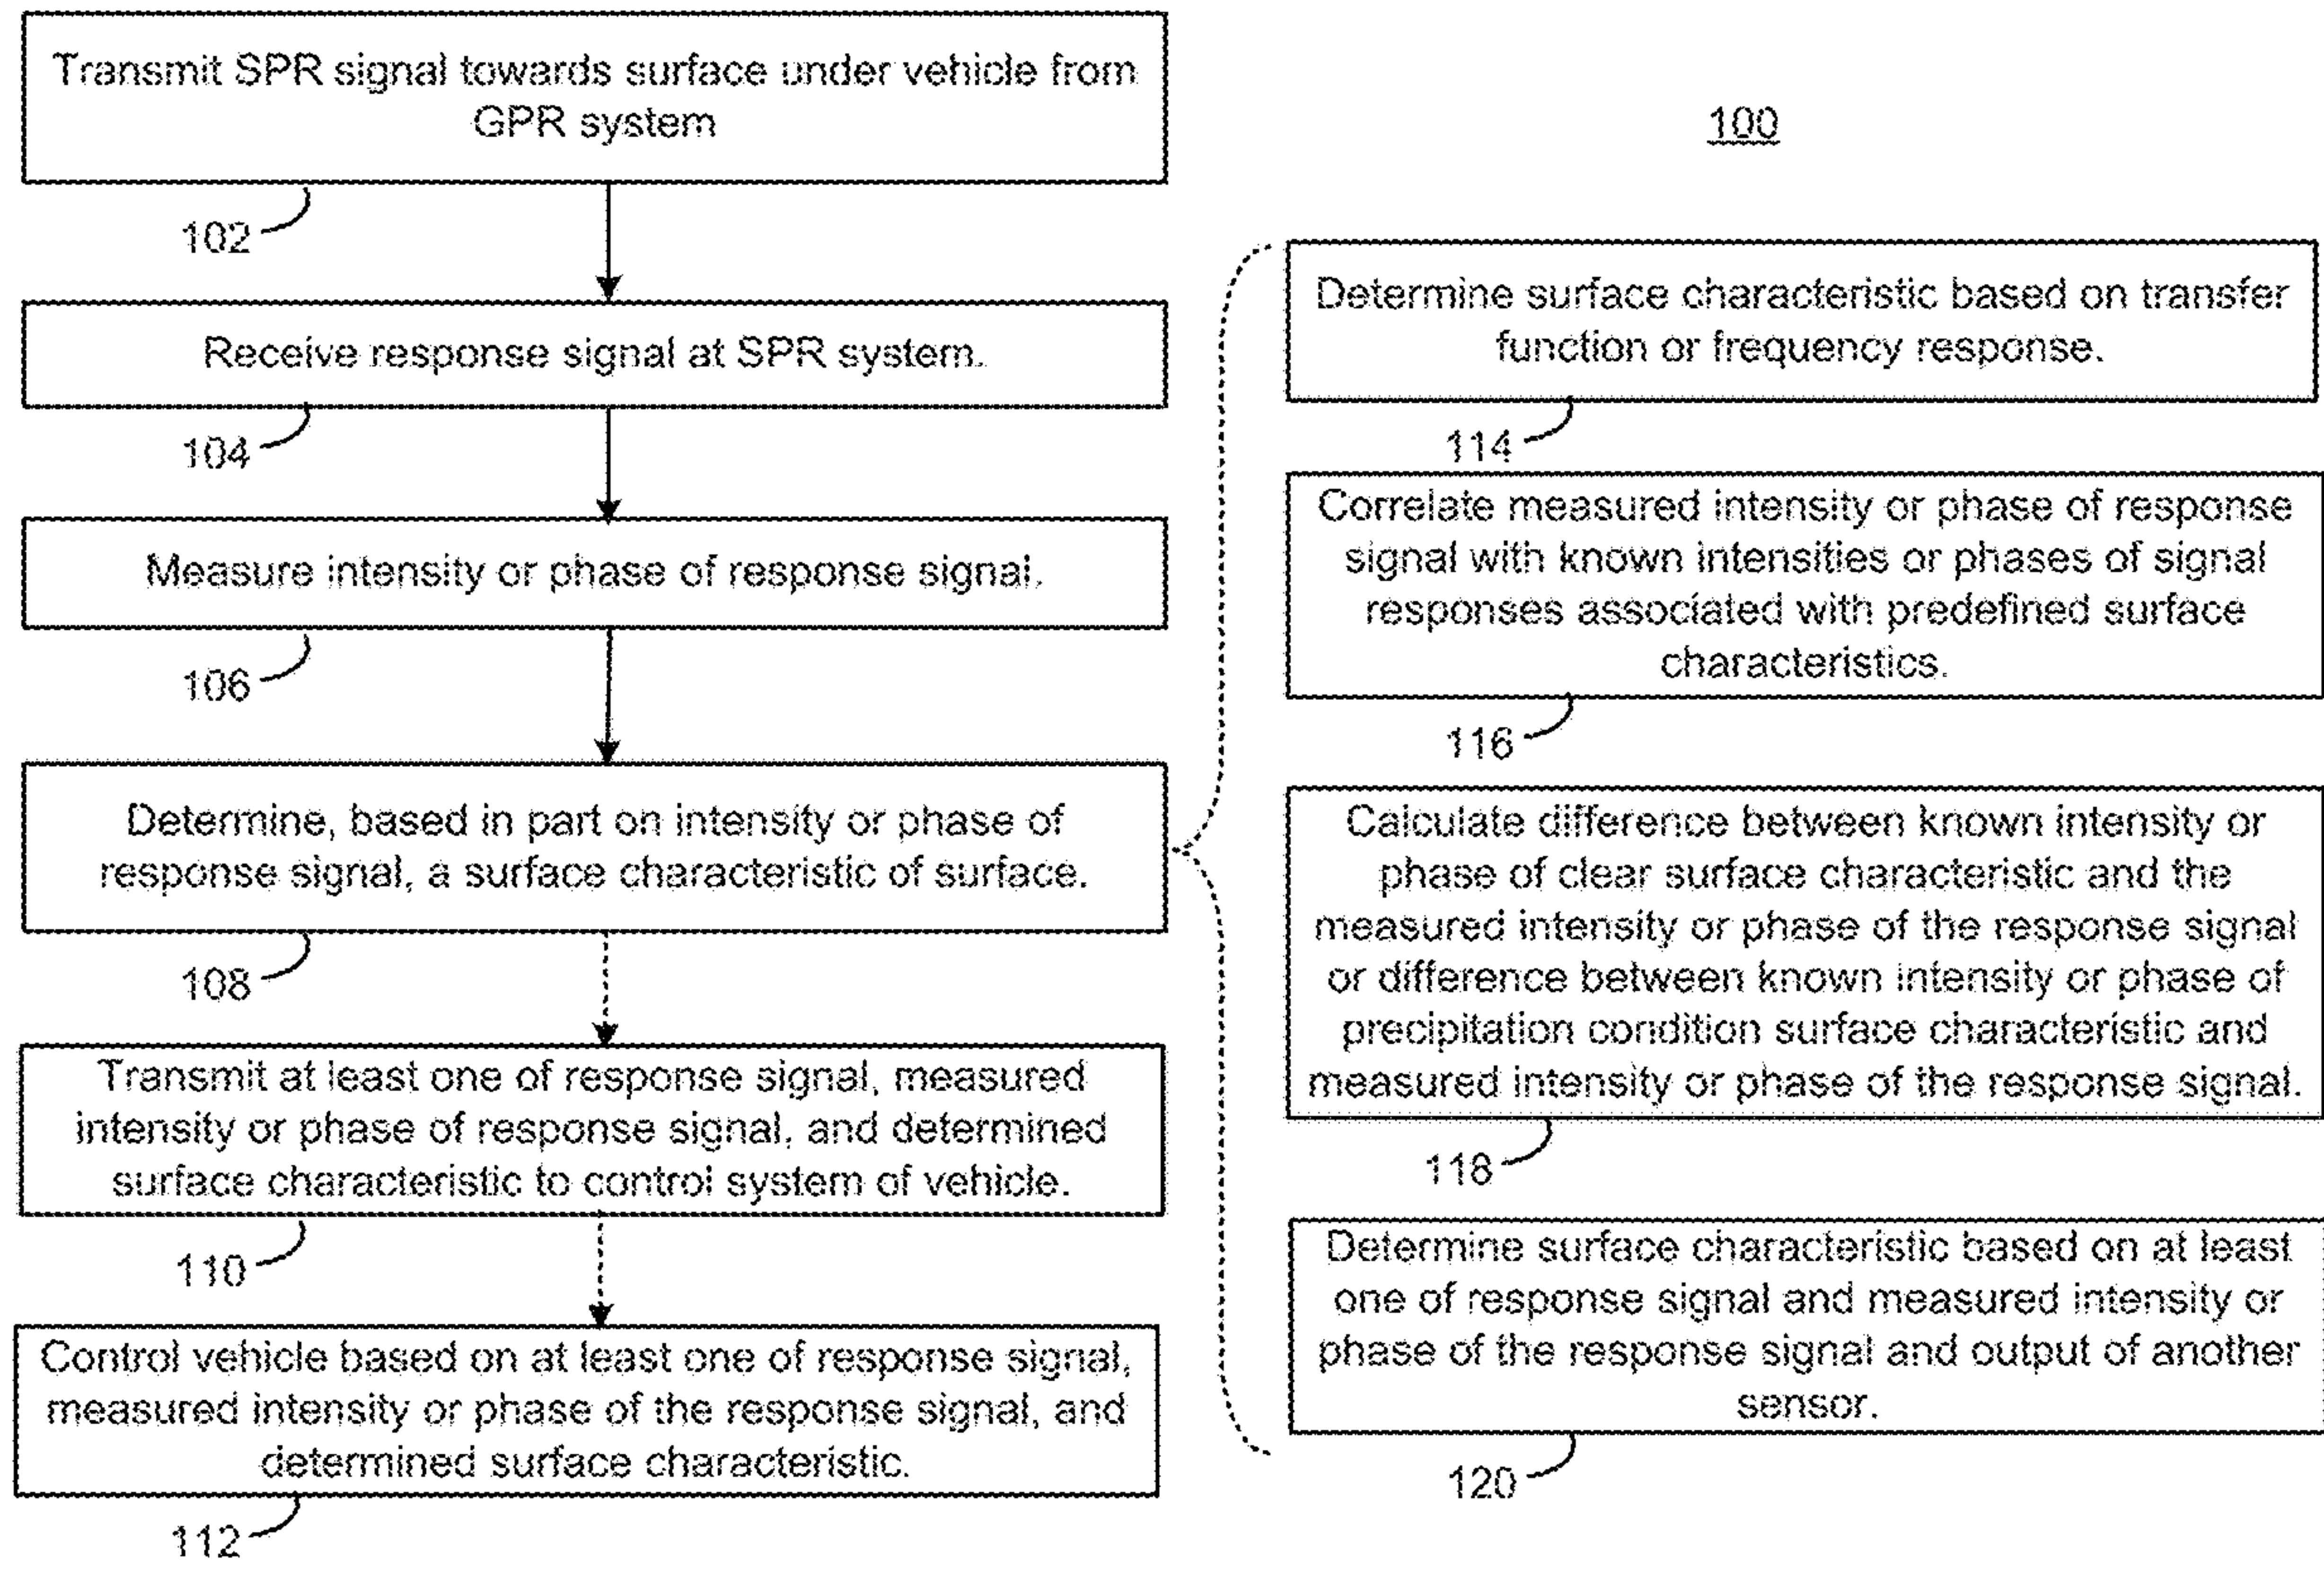 Transmit SPR signal towards surface under vehicle from
GPR system
102
Receive response signal at SPR system.
104
Measure intensity or phase of response signal.
106
Determine, based in part on intensity or phase of
response signal, a surface characteristic of surface.
108
Transmit at least one of response signal, measured
intensity or phase of response signal, and determined
surface characteristic to control system of vehicle.
110
Control vehicle based on at least one of response signal,
measured intensity or phase of the response signal, and
determined surface characteristic.
112
100
Determine surface characteristic based on transfer
function or frequency response.
114
Correlate measured intensity or phase of response
signal with known intensities or phases of signal
responses associated with predefined surface
characteristics.
116
Calculate difference between known intensity or
phase of clear surface characteristic and the
measured intensity or phase of the response signal
or difference between known intensity or phase of
precipitation condition surface characteristic and
measured intensity or phase of the response signal.
118
Determine surface characteristic based on at least
one of response signal and measured intensity or
phase of the response signal and output of another
sensor.
120